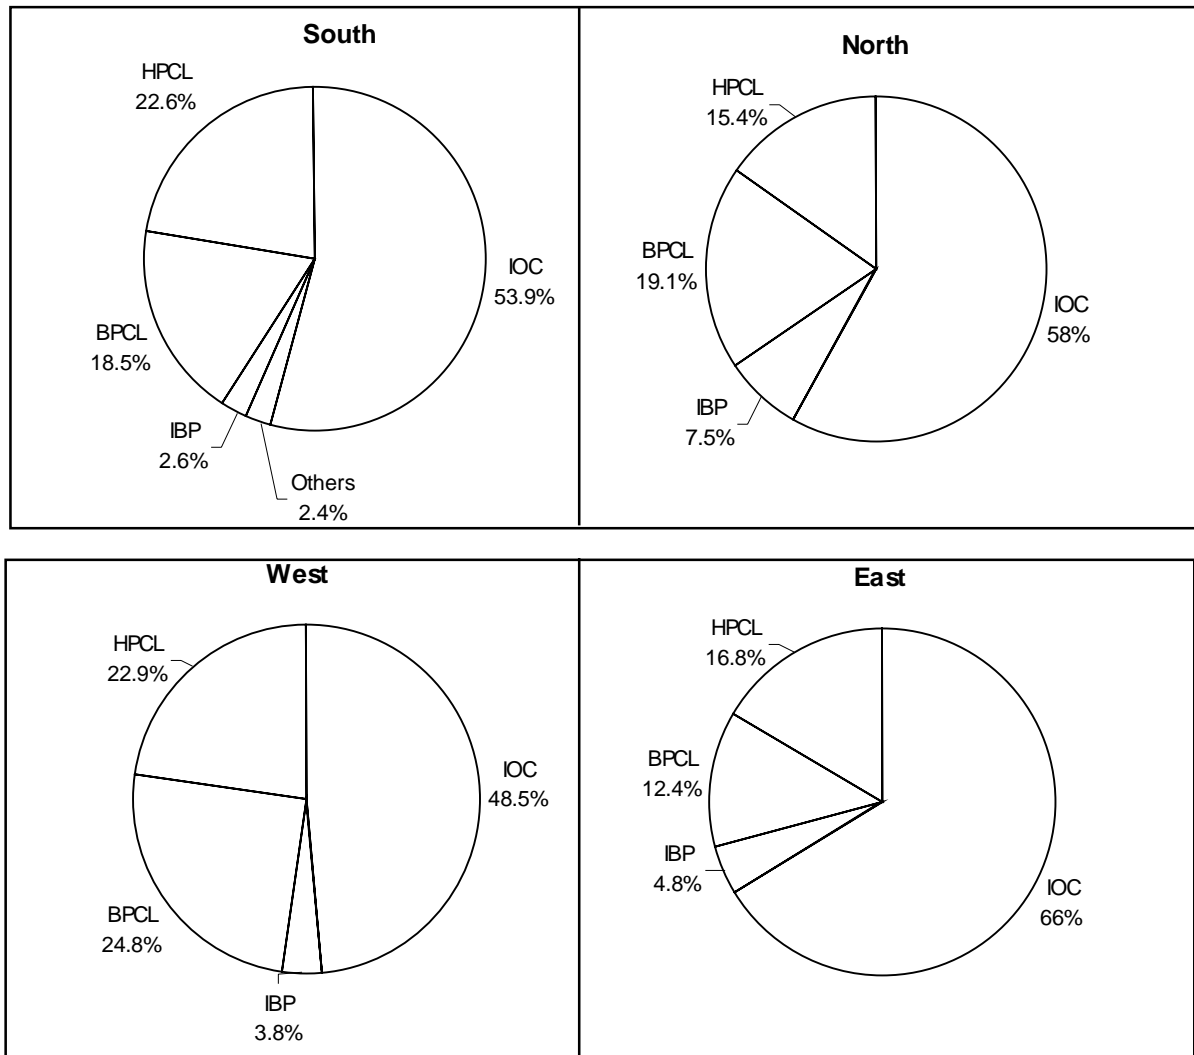 South
HPCL
22.6%
IOC
53.9%
BPCL
18.5%
IBP
2.6%
Others
2.4%
North
HPCL
15.4%
BPCL
19.1%
IOC
58%
IBP
7.5%
West
HPCL
22.9%
IOC
48.5%
BPCL
24.8%
IBP
3.8%
East
HPCL
16.8%
BPCL
12.4%
IBP
4.8%
IOC
66%